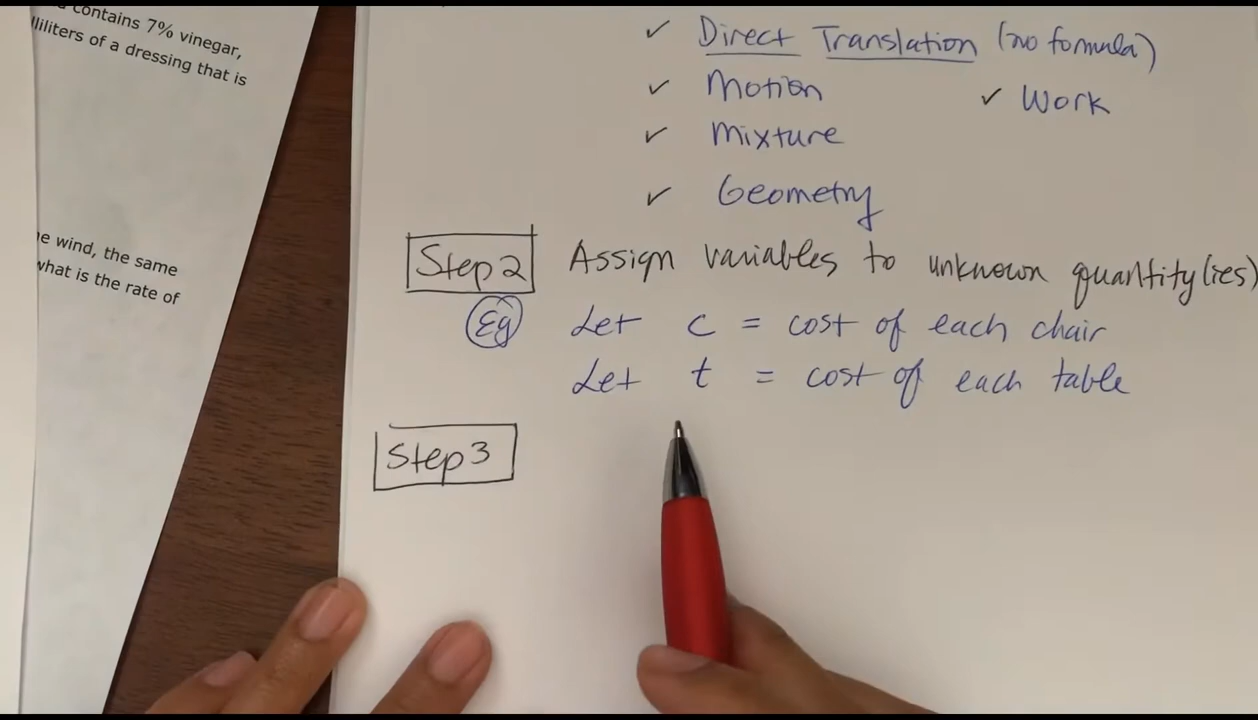 contains 7% vinegar,
of a dressing that is
wind, the same
what is the rate of
✓ Direct Translation (no formula)
✓ Motion ✓ Work
✓ Mixture
✓ Geometry
Step 2 Assign variables to unknown quantity(ies)
Eg Let c = cost of each chair
Let t = cost of each table
Step 3